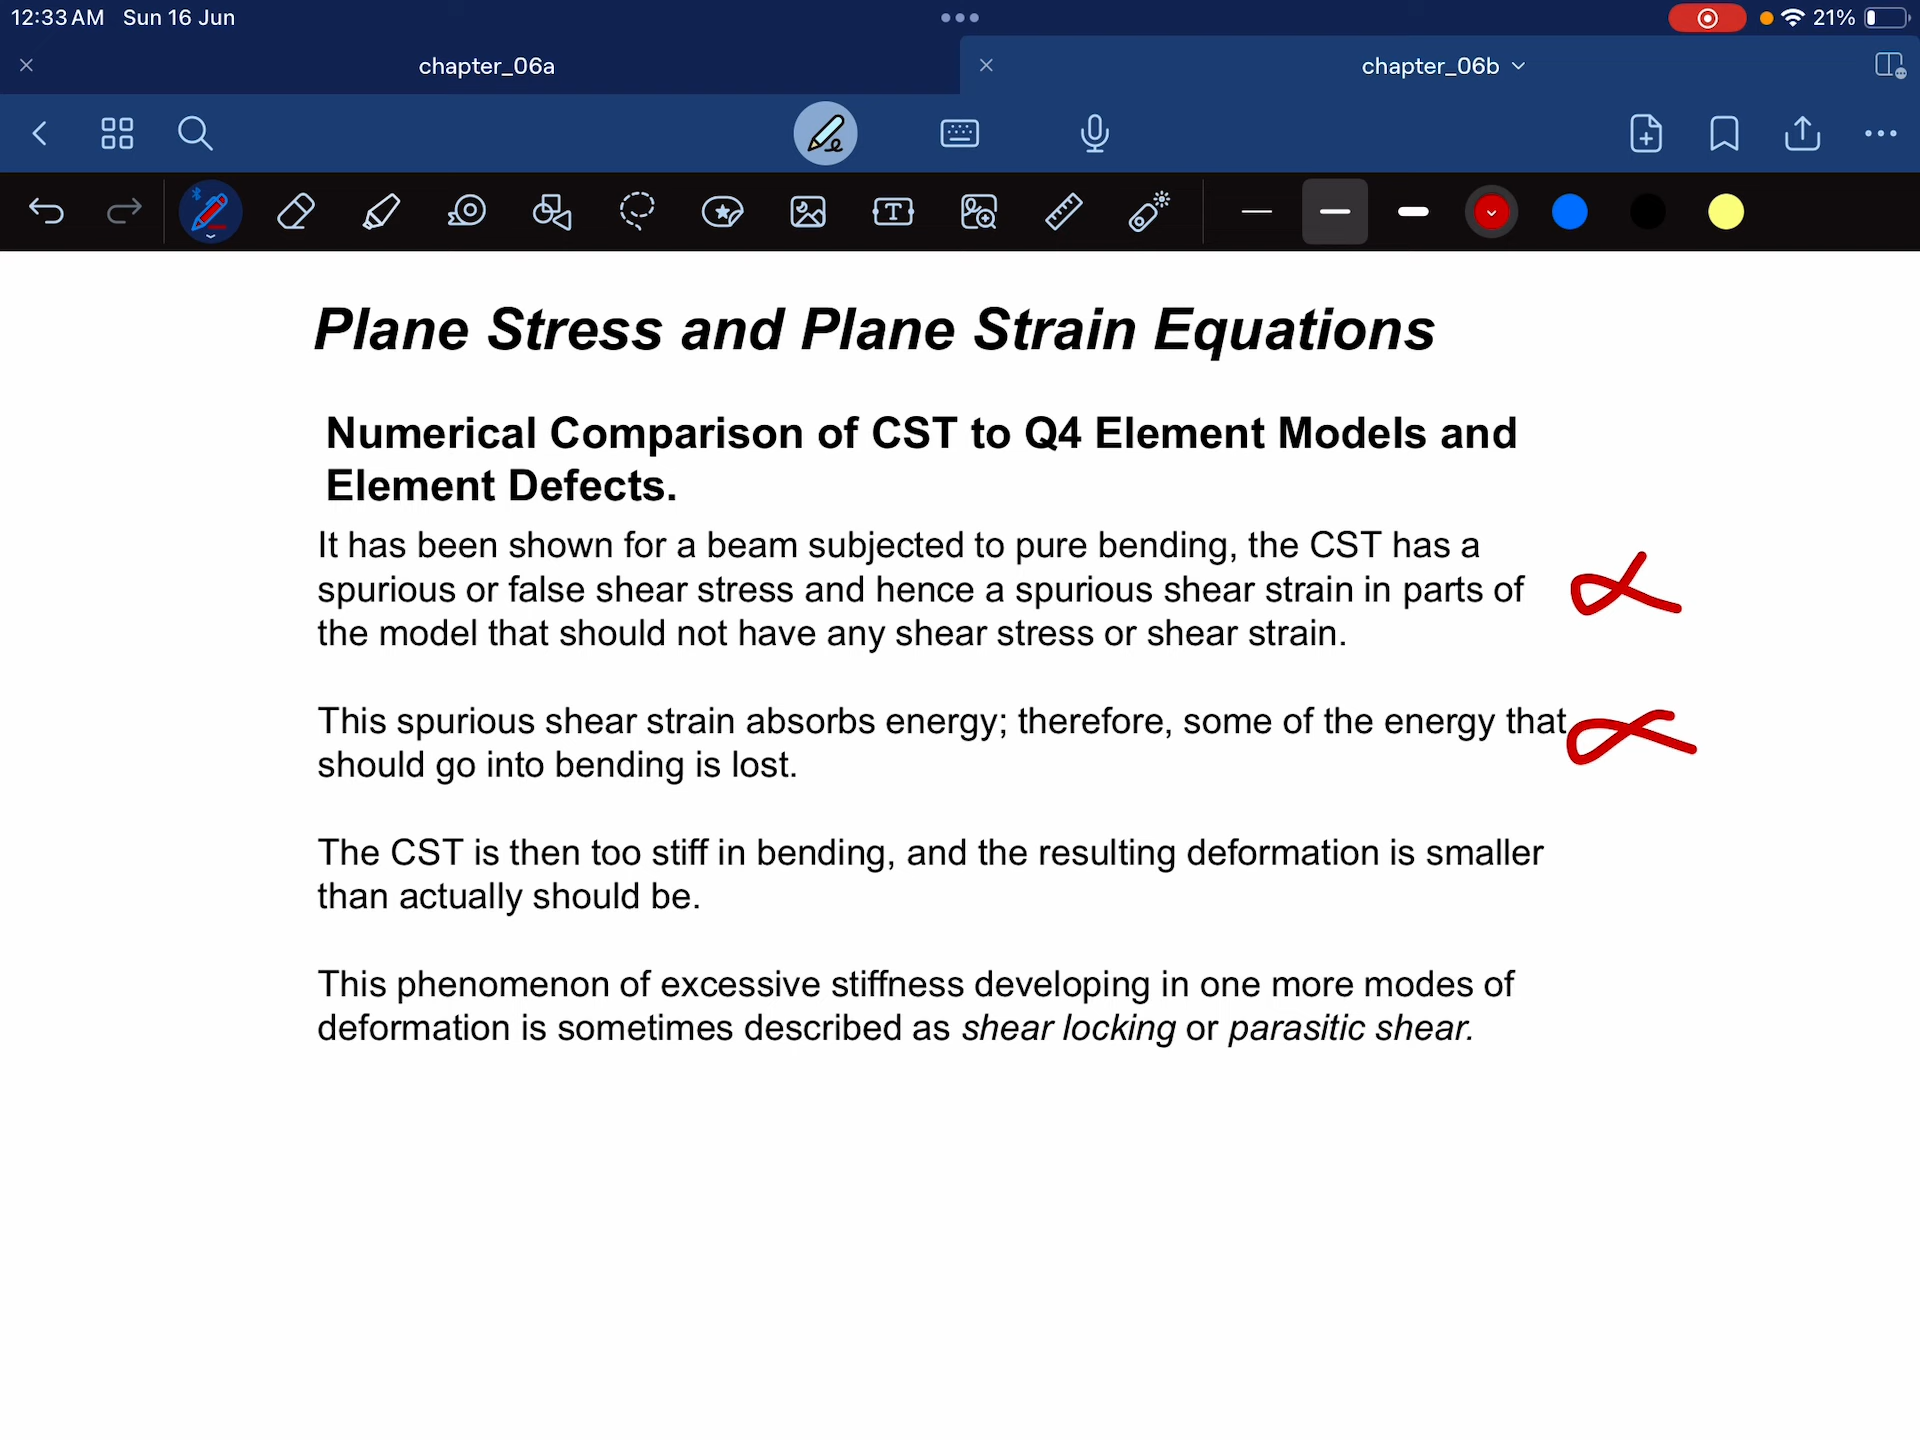 12:33 AM Sun 16 Jun
21%
chapter_06a
chapter_06b
Plane Stress and Plane Strain Equations
Numerical Comparison of CST to Q4 Element Models and
Element Defects.
It has been shown for a beam subjected to pure bending, the CST has a
spurious or false shear stress and hence a spurious shear strain in parts of
the model that should not have any shear stress or shear strain.
This spurious shear strain absorbs energy; therefore, some of the energy that
should go into bending is lost.
The CST is then too stiff in bending, and the resulting deformation is smaller
than actually should be.
This phenomenon of excessive stiffness developing in one more modes of
deformation is sometimes described as shear locking or parasitic shear.